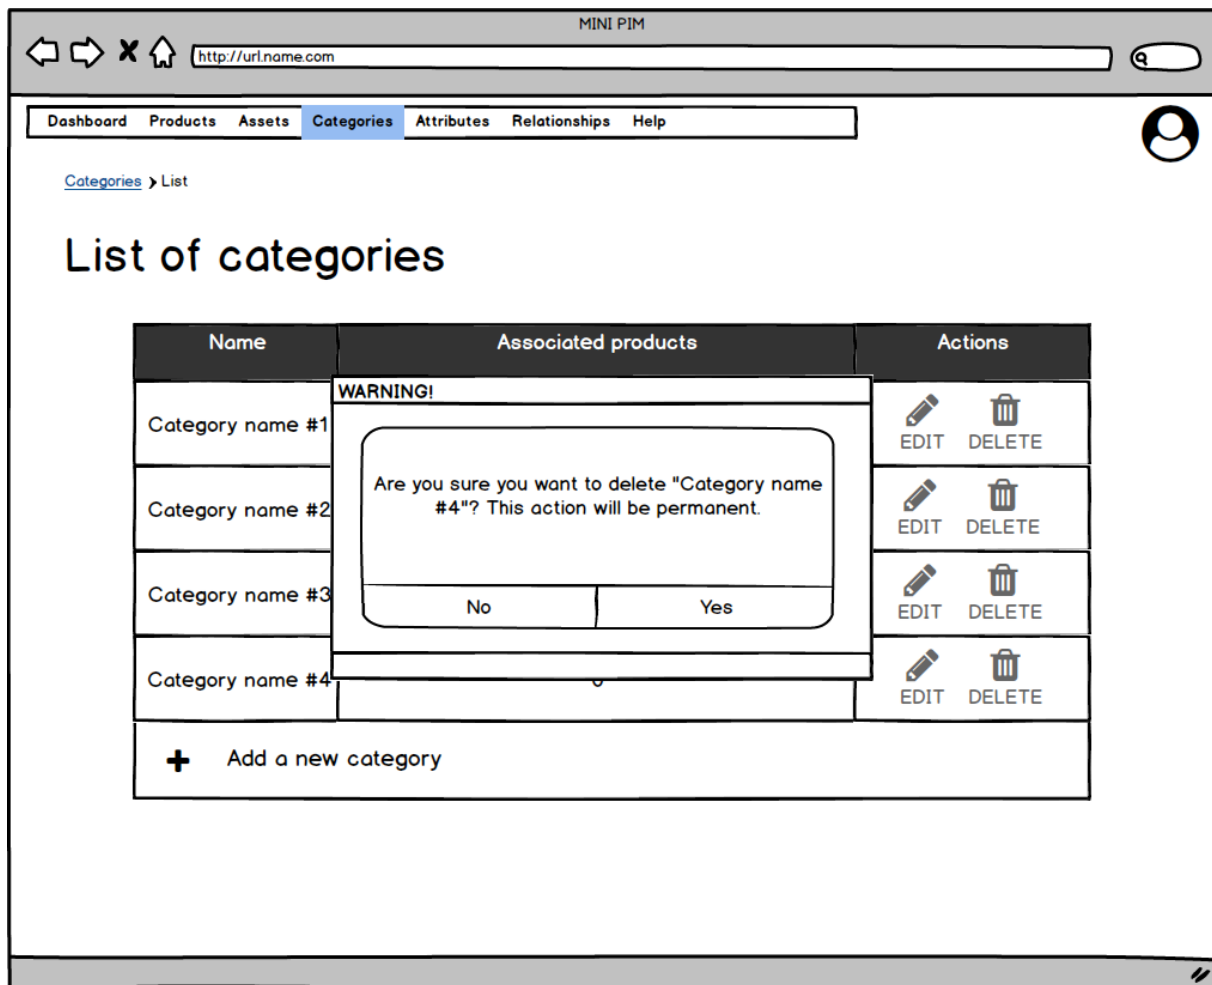 MINI PIM
http://url.name.com
Dashboard Products Assets Categories Attributes Relationships Help
Categories ❯ List
List of categories
Name Associated products Actions
WARNING!
Category name #1
EDIT DELETE
Are you sure you want to delete "Category name
#4"? This action will be permanent.
Category name #2
EDIT DELETE
Category name #3
EDIT DELETE
No Yes
Category name #4
EDIT DELETE
Add a new category